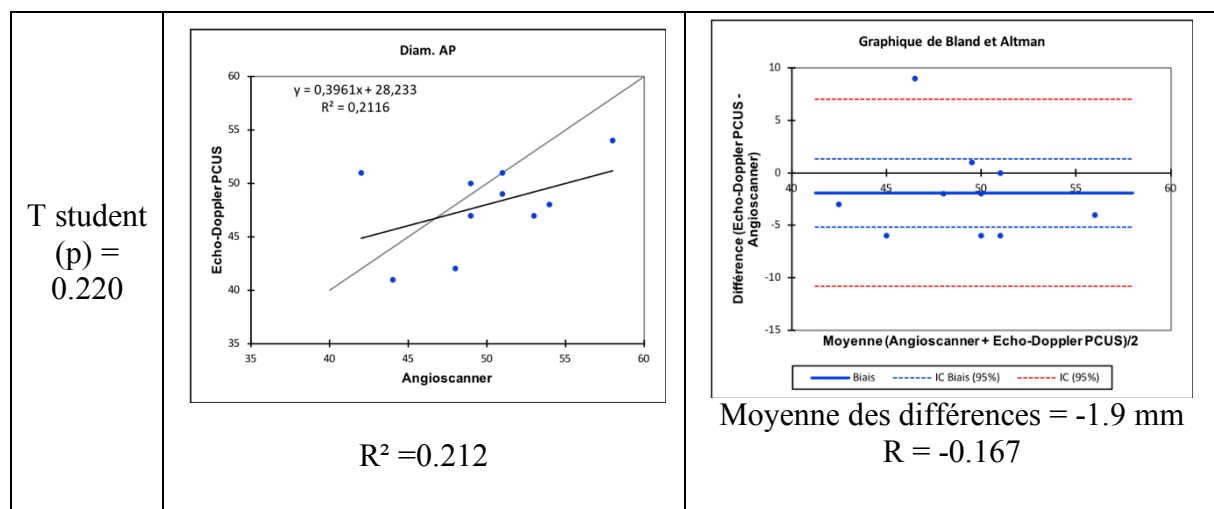 T student
(p) =
0.220
Diam. AP
y = 0,3961x + 28,233
R² = 0,2116
60
55
50
45
40
35
35
40
45
50
55
60
Echo-Doppler PCUS
Angioscanner
R² =0.212
Graphique de Bland et Altman
10
5
0
-5
-10
-15
40
45
50
55
60
Différence (Echo-Doppler PCUS -
Angioscanner)
Moyenne (Angioscanner + Echo-Doppler PCUS)/2
Biais
IC Biais (95%)
IC (95%)
Moyenne des différences = -1.9 mm
R = -0.167